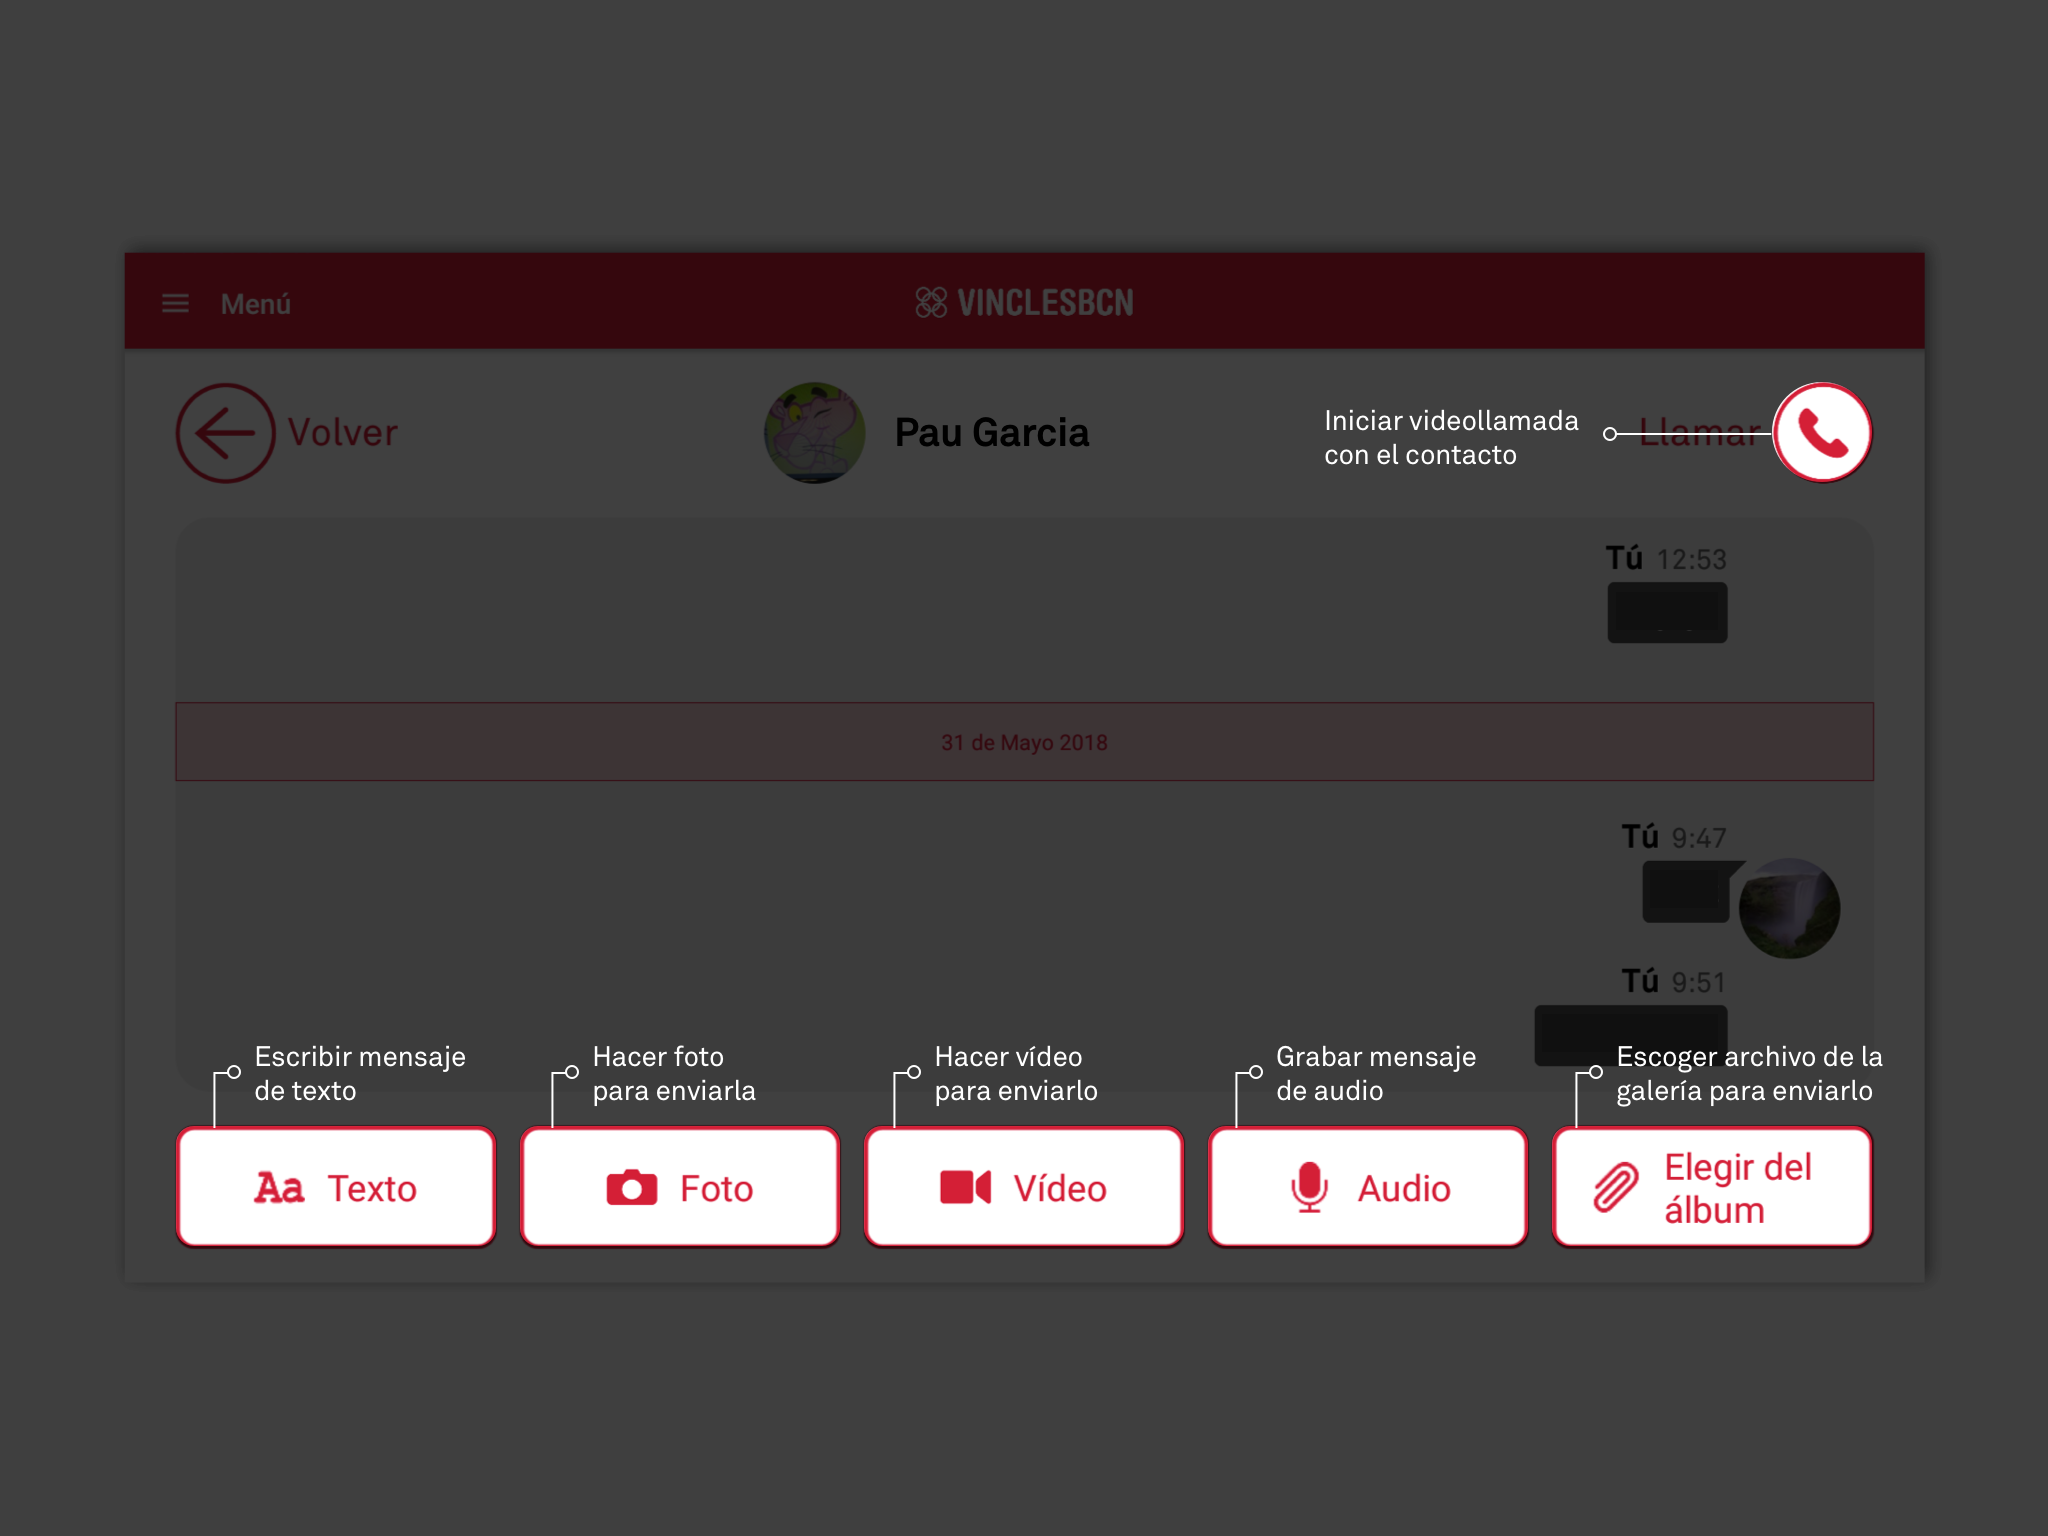 Menú
VINCLESBCN
Volver
Pau Garcia
Iniciar videollamada
con el contacto
Llamar
Tú 12:53
31 de Mayo 2018
Tú 9:47
Tú 9:51
Escribir mensaje
de texto
Hacer foto
para enviarla
Hacer vídeo
para enviarlo
Grabar mensaje
de audio
Escoger archivo de la
galería para enviarlo
Aa Texto
Foto
Vídeo
Audio
Elegir del
álbum